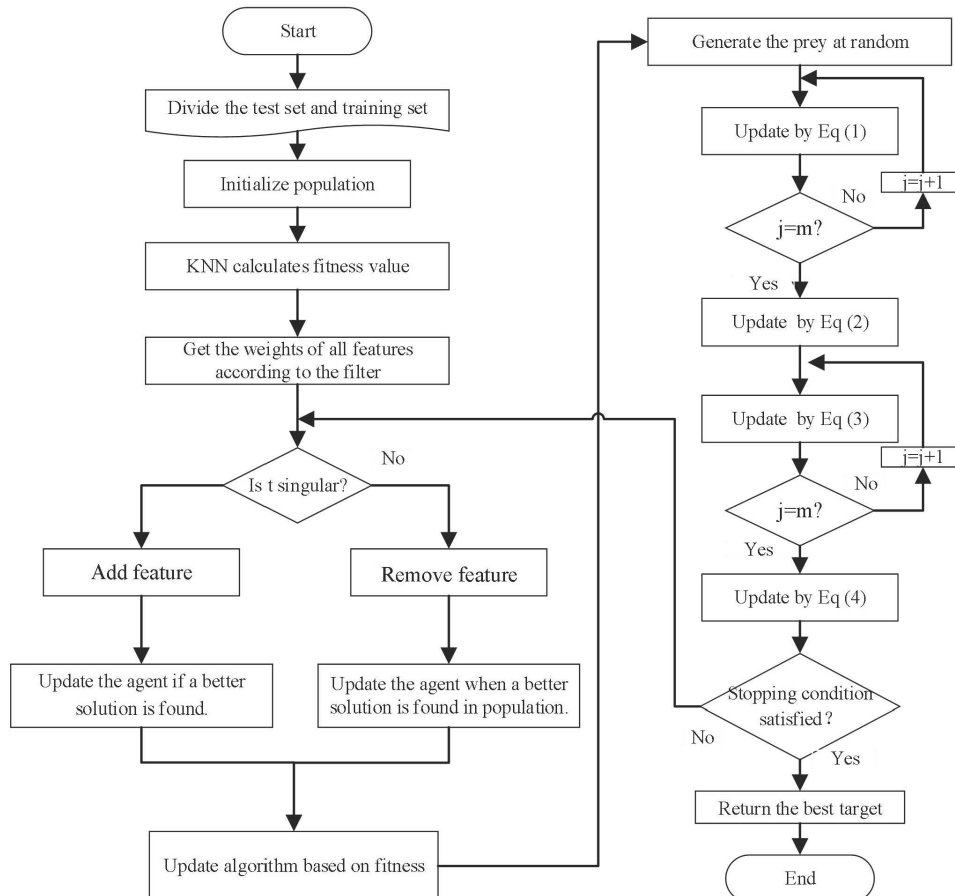 Start
Divide the test set and training set
Initialize population
KNN calculates fitness value
Get the weights of all features
according to the filter
Is t singular?
No
Add feature
Remove feature
Update the agent if a better
solution is found.
Update the agent when a better
solution is found in population.
Update algorithm based on fitness
Generate the prey at random
Update by Eq (1)
j=j+1
No
j=m?
Yes
Update by Eq (2)
Update by Eq (3)
j=j+1
No
j=m?
Yes
Update by Eq (4)
Stopping condition
satisfied?
No
Yes
Return the best target
End